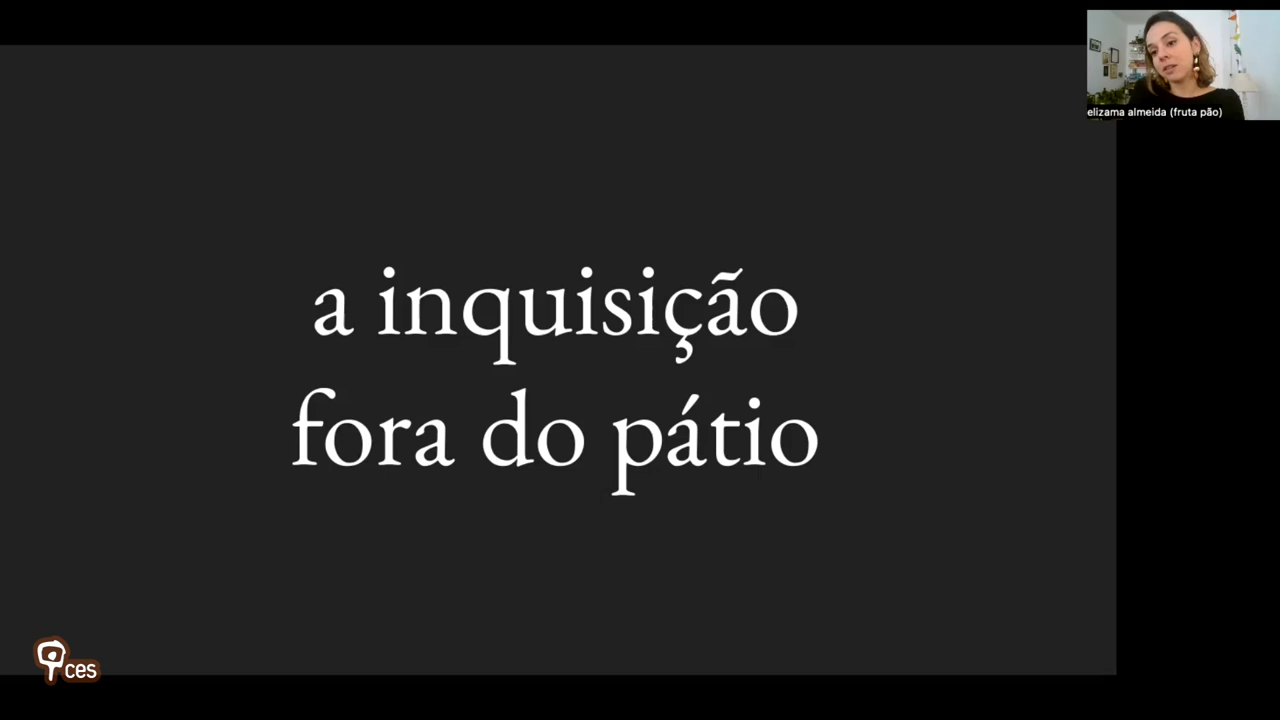 elizama almeida (fruta pão)
a inquisição
fora do pátio
ces